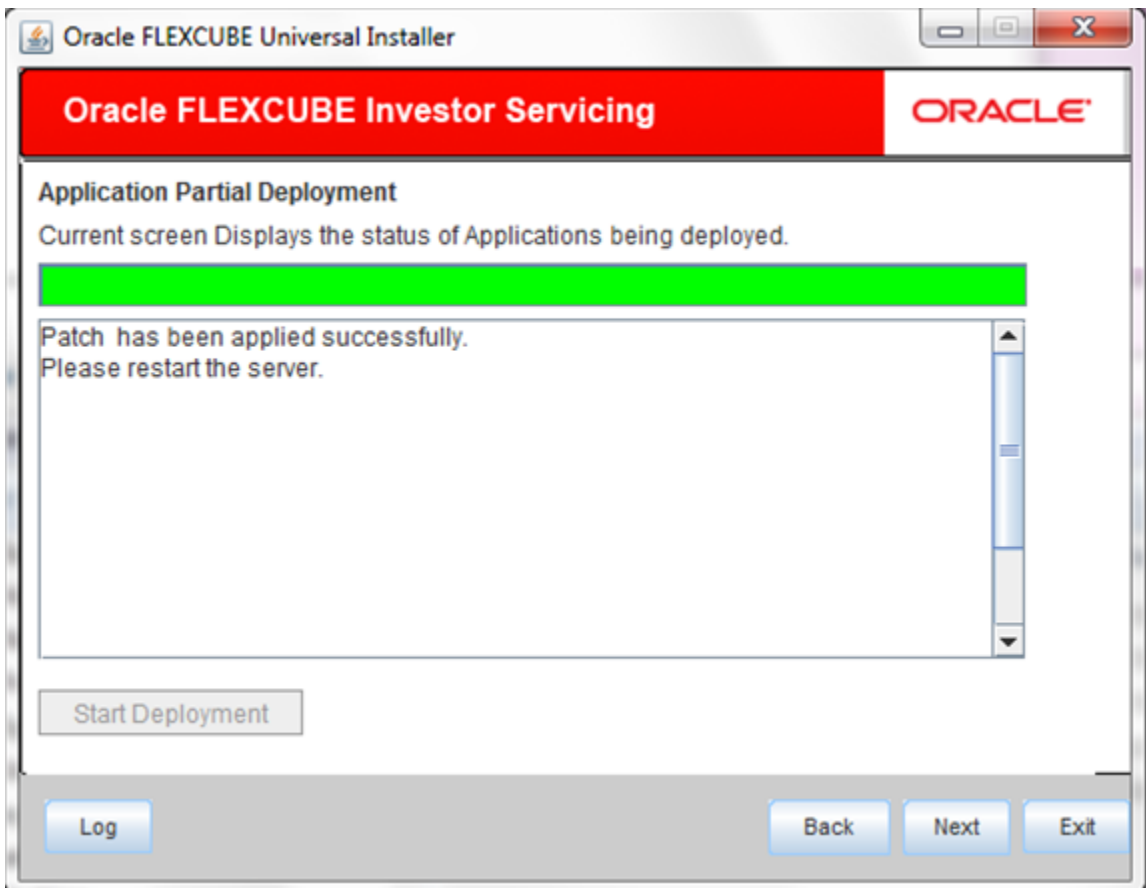 Oracle FLEXCUBE Universal Installer
Oracle FLEXCUBE Investor Servicing
ORACLE
Application Partial Deployment
Current screen Displays the status of Applications being deployed.
Patch  has been applied successfully.
Please restart the server.
Start Deployment
Log
Back
Next
Exit